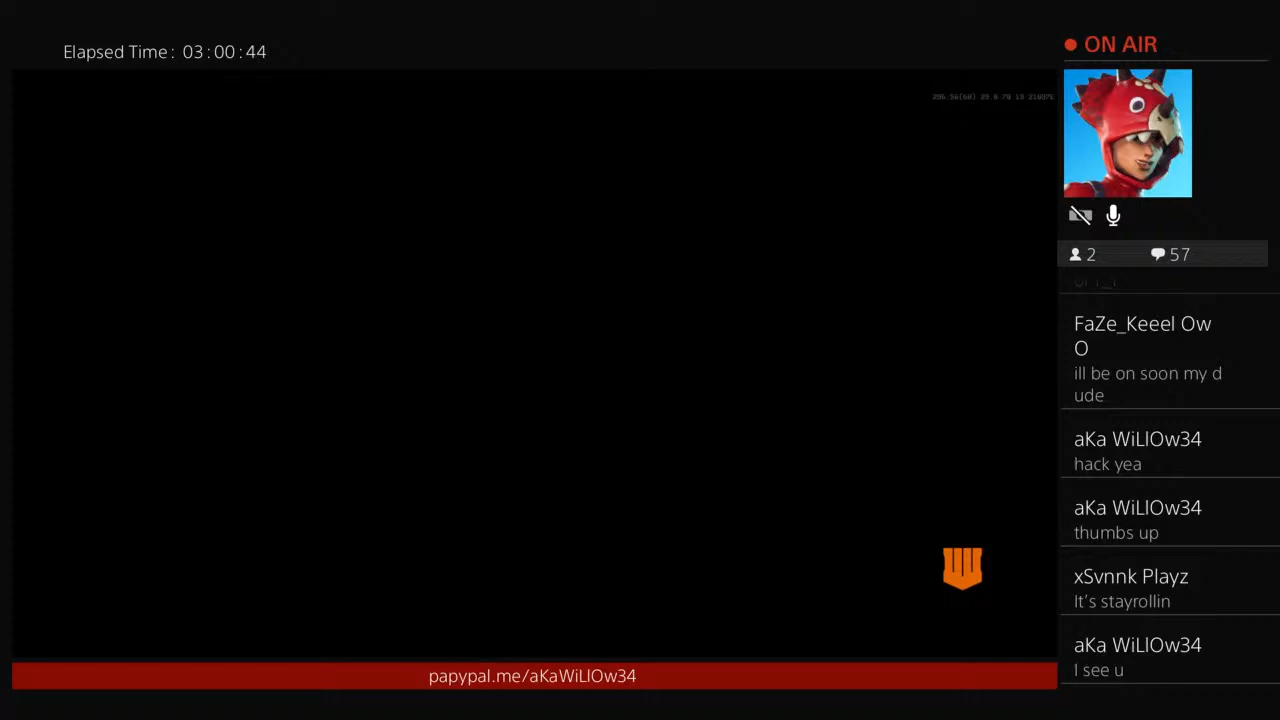 Elapsed Time: 03:00:44
ON AIR
2
57
FaZe_Keeel Ow
O
ill be on soon my d
ude
aKa WiLlOw34
hack yea
aKa WiLlOw34
thumbs up
xSvnnk Playz
It's stayrollin
aKa WiLlOw34
I see u
papypal.me/aKaWiLlOw34